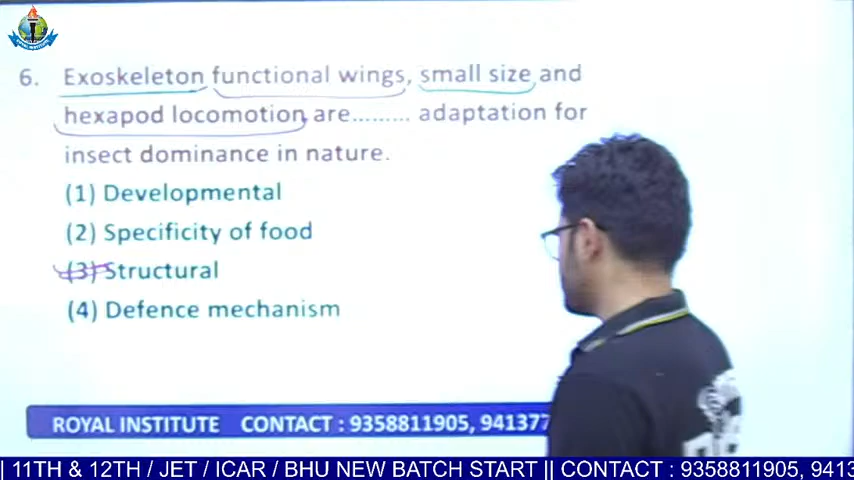 ROYAL INSTITUTE
6. Exoskeleton functional wings, small size and
hexapod locomotion are......... adaptation for
insect dominance in nature.
(1) Developmental
(2) Specificity of food
(3) Structural
(4) Defence mechanism
ROYAL INSTITUTE CONTACT : 9358811905, 941377
| 11TH & 12TH / JET / ICAR / BHU NEW BATCH START || CONTACT : 9358811905, 9413